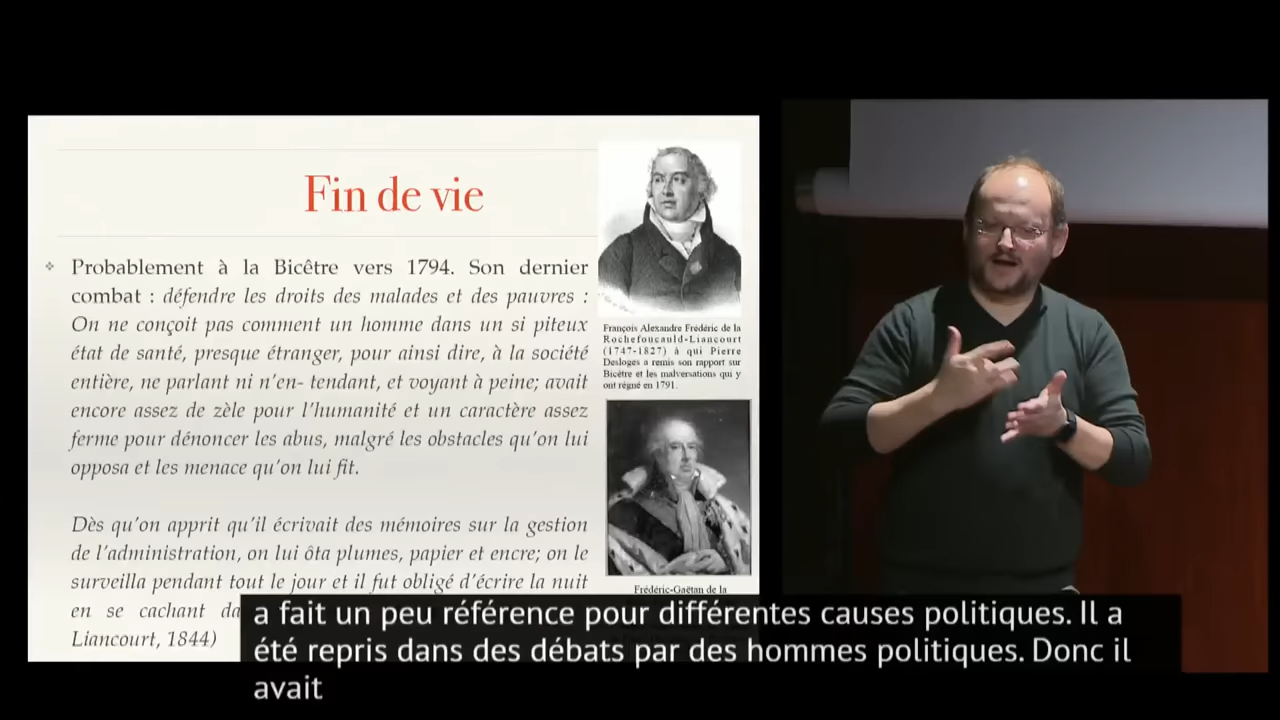 Fin de vie
❖ Probablement à la Bicêtre vers 1794. Son dernier
combat : défendre les droits des malades et des pauvres :
On ne conçoit pas comment un homme dans un si piteux
état de santé, presque étranger, pour ainsi dire, à la société
entière, ne parlant ni n'en- tendant, et voyant à peine; avait
encore assez de zèle pour l'humanité et un caractère assez
ferme pour dénoncer les abus, malgré les obstacles qu'on lui
opposa et les menace qu'on lui fit.
Dès qu'on apprit qu'il écrivait des mémoires sur la gestion
de l'administration, on lui ôta plumes, papier et encre; on le
surveilla pendant tout le jour et il fut obligé d'écrire la nuit
en se cachant da
Liancourt, 1844)
François Alexandre Frédéric de la
Rochefoucauld-Liancourt
(1747-1827) à qui Pierre
Desloges a remis son rapport sur
Bicêtre et les malversations qui y
ont régné en 1791.
Frédéric-Gaëtan de la
a fait un peu référence pour différentes causes politiques. Il a
été repris dans des débats par des hommes politiques. Donc il
avait